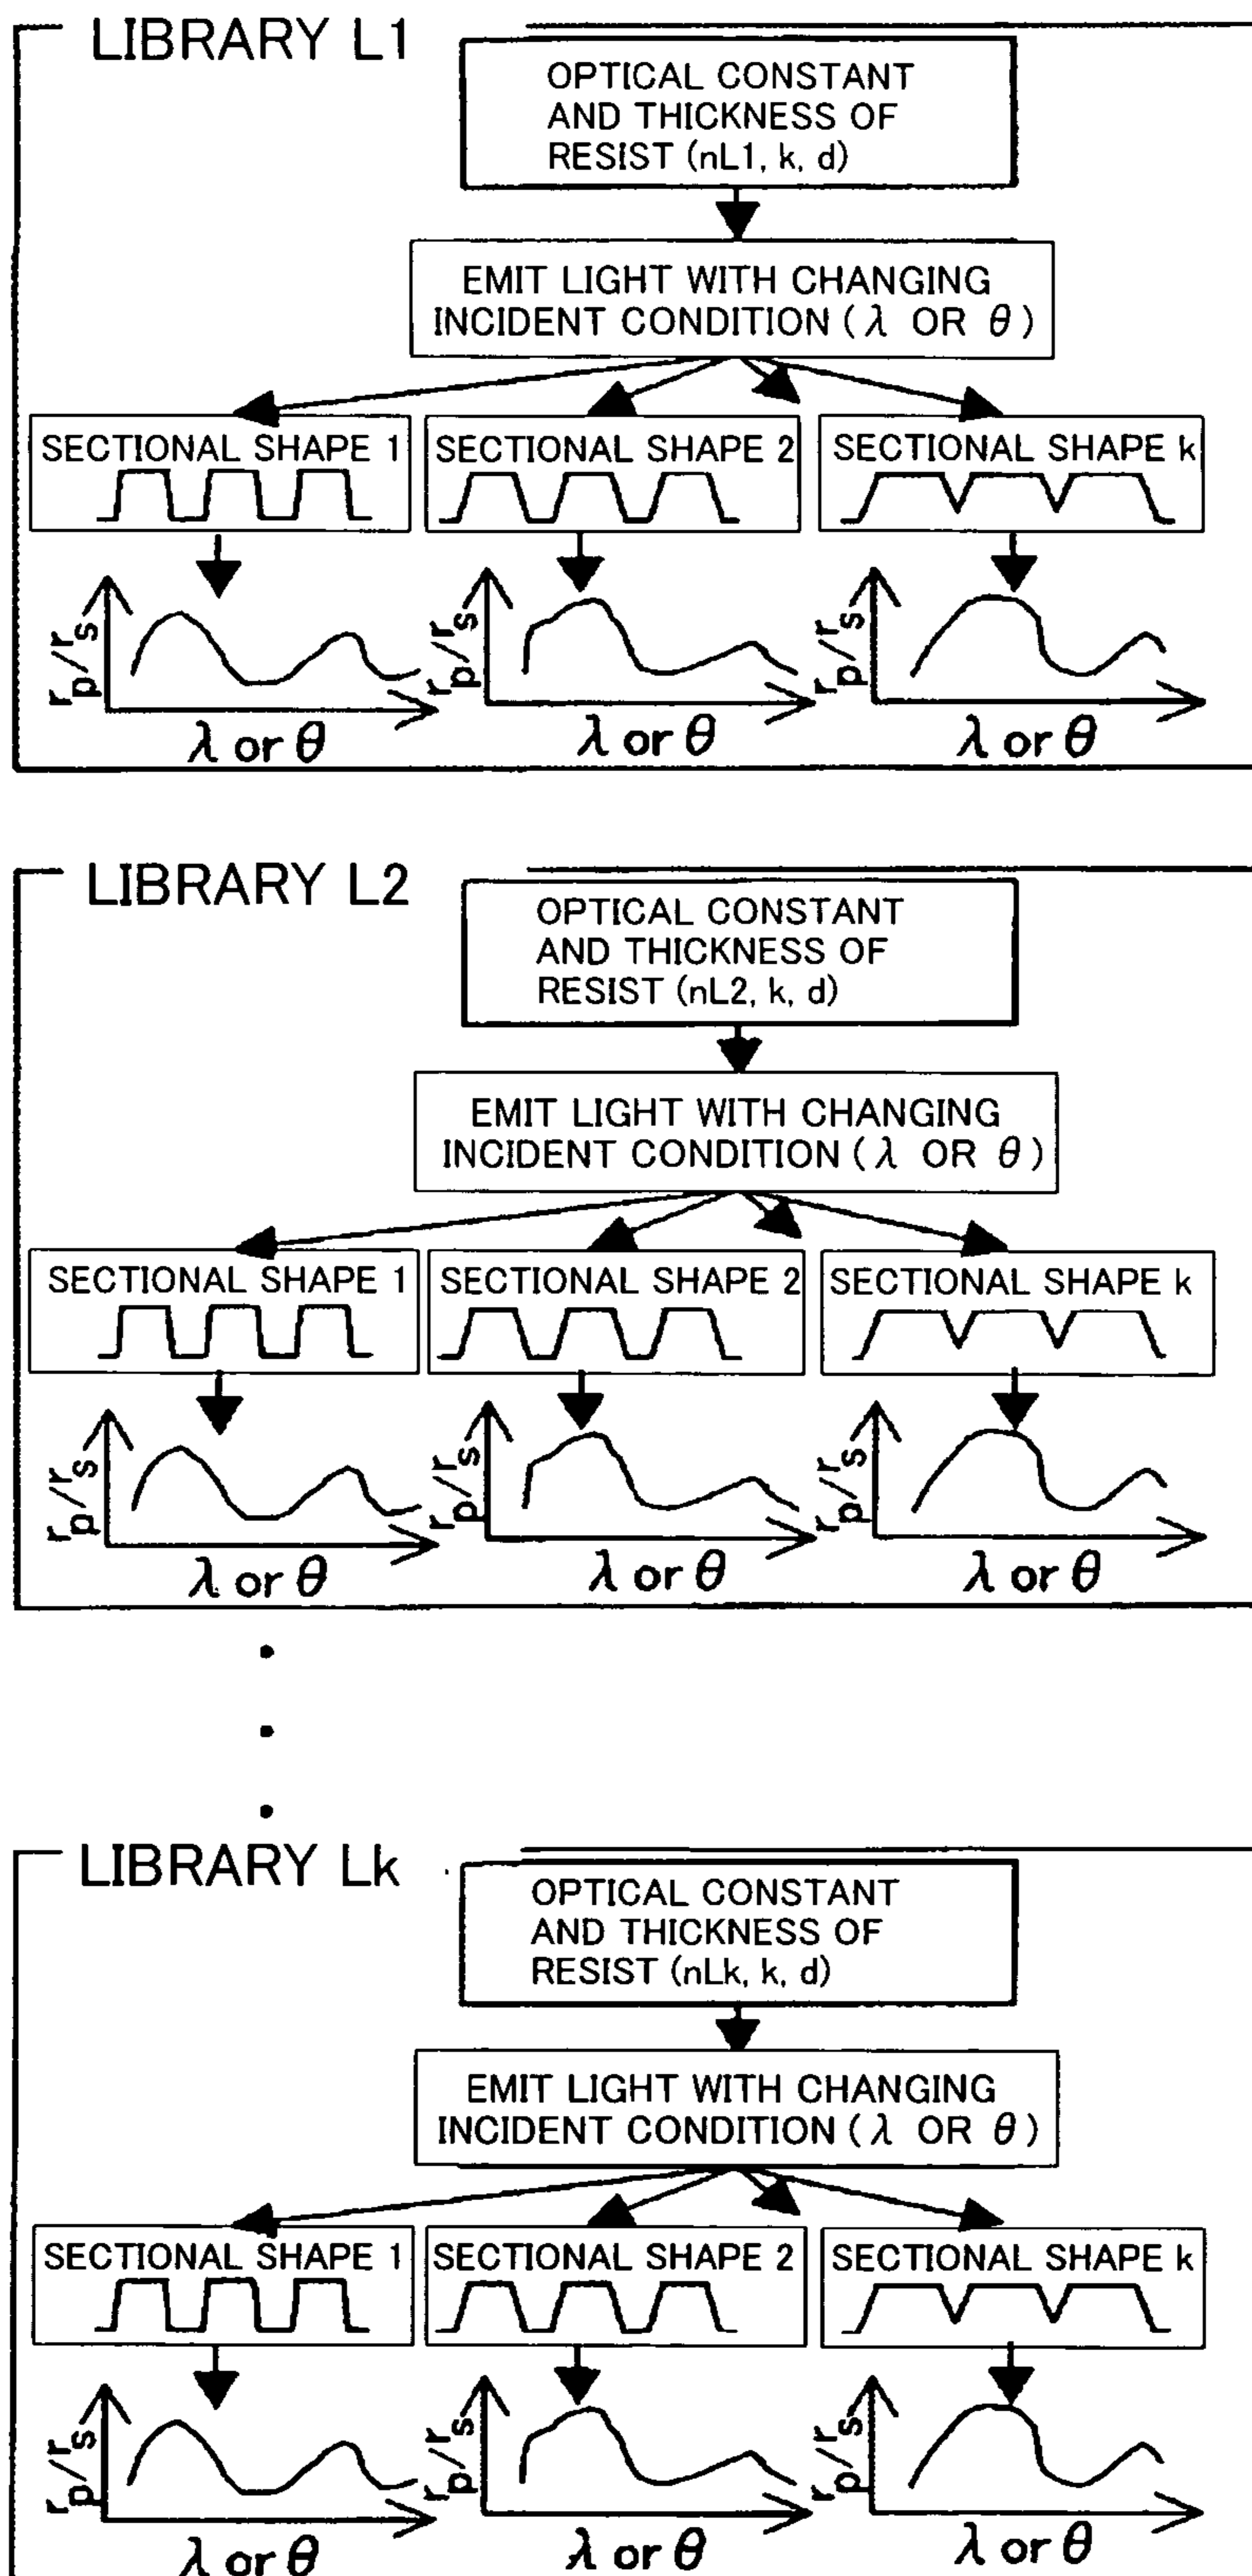 LIBRARY L1
OPTICAL CONSTANT
AND THICKNESS OF
RESIST (nL1, k, d)
EMIT LIGHT WITH CHANGING
INCIDENT CONDITION ( λ OR θ )
SECTIONAL SHAPE 1
SECTIONAL SHAPE 2
SECTIONAL SHAPE k
rp/rs
rp/rs
rp/rs
λ or θ
λ or θ
λ or θ
LIBRARY L2
OPTICAL CONSTANT
AND THICKNESS OF
RESIST (nL2, k, d)
EMIT LIGHT WITH CHANGING
INCIDENT CONDITION ( λ OR θ )
SECTIONAL SHAPE 1
SECTIONAL SHAPE 2
SECTIONAL SHAPE k
rp/rs
rp/rs
rp/rs
λ or θ
λ or θ
λ or θ
LIBRARY Lk
OPTICAL CONSTANT
AND THICKNESS OF
RESIST (nLk, k, d)
EMIT LIGHT WITH CHANGING
INCIDENT CONDITION ( λ OR θ )
SECTIONAL SHAPE 1
SECTIONAL SHAPE 2
SECTIONAL SHAPE k
rp/rs
rp/rs
rp/rs
λ or θ
λ or θ
λ or θ